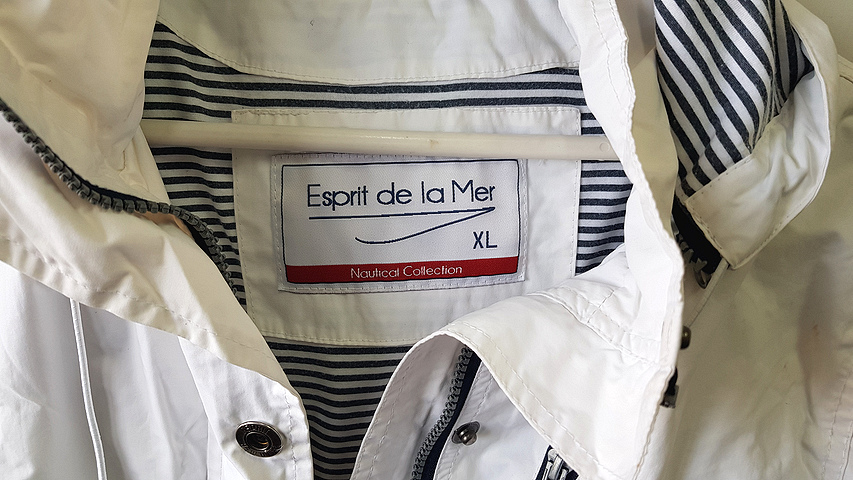 Esprit de la Mer
XL
Nautical Collection